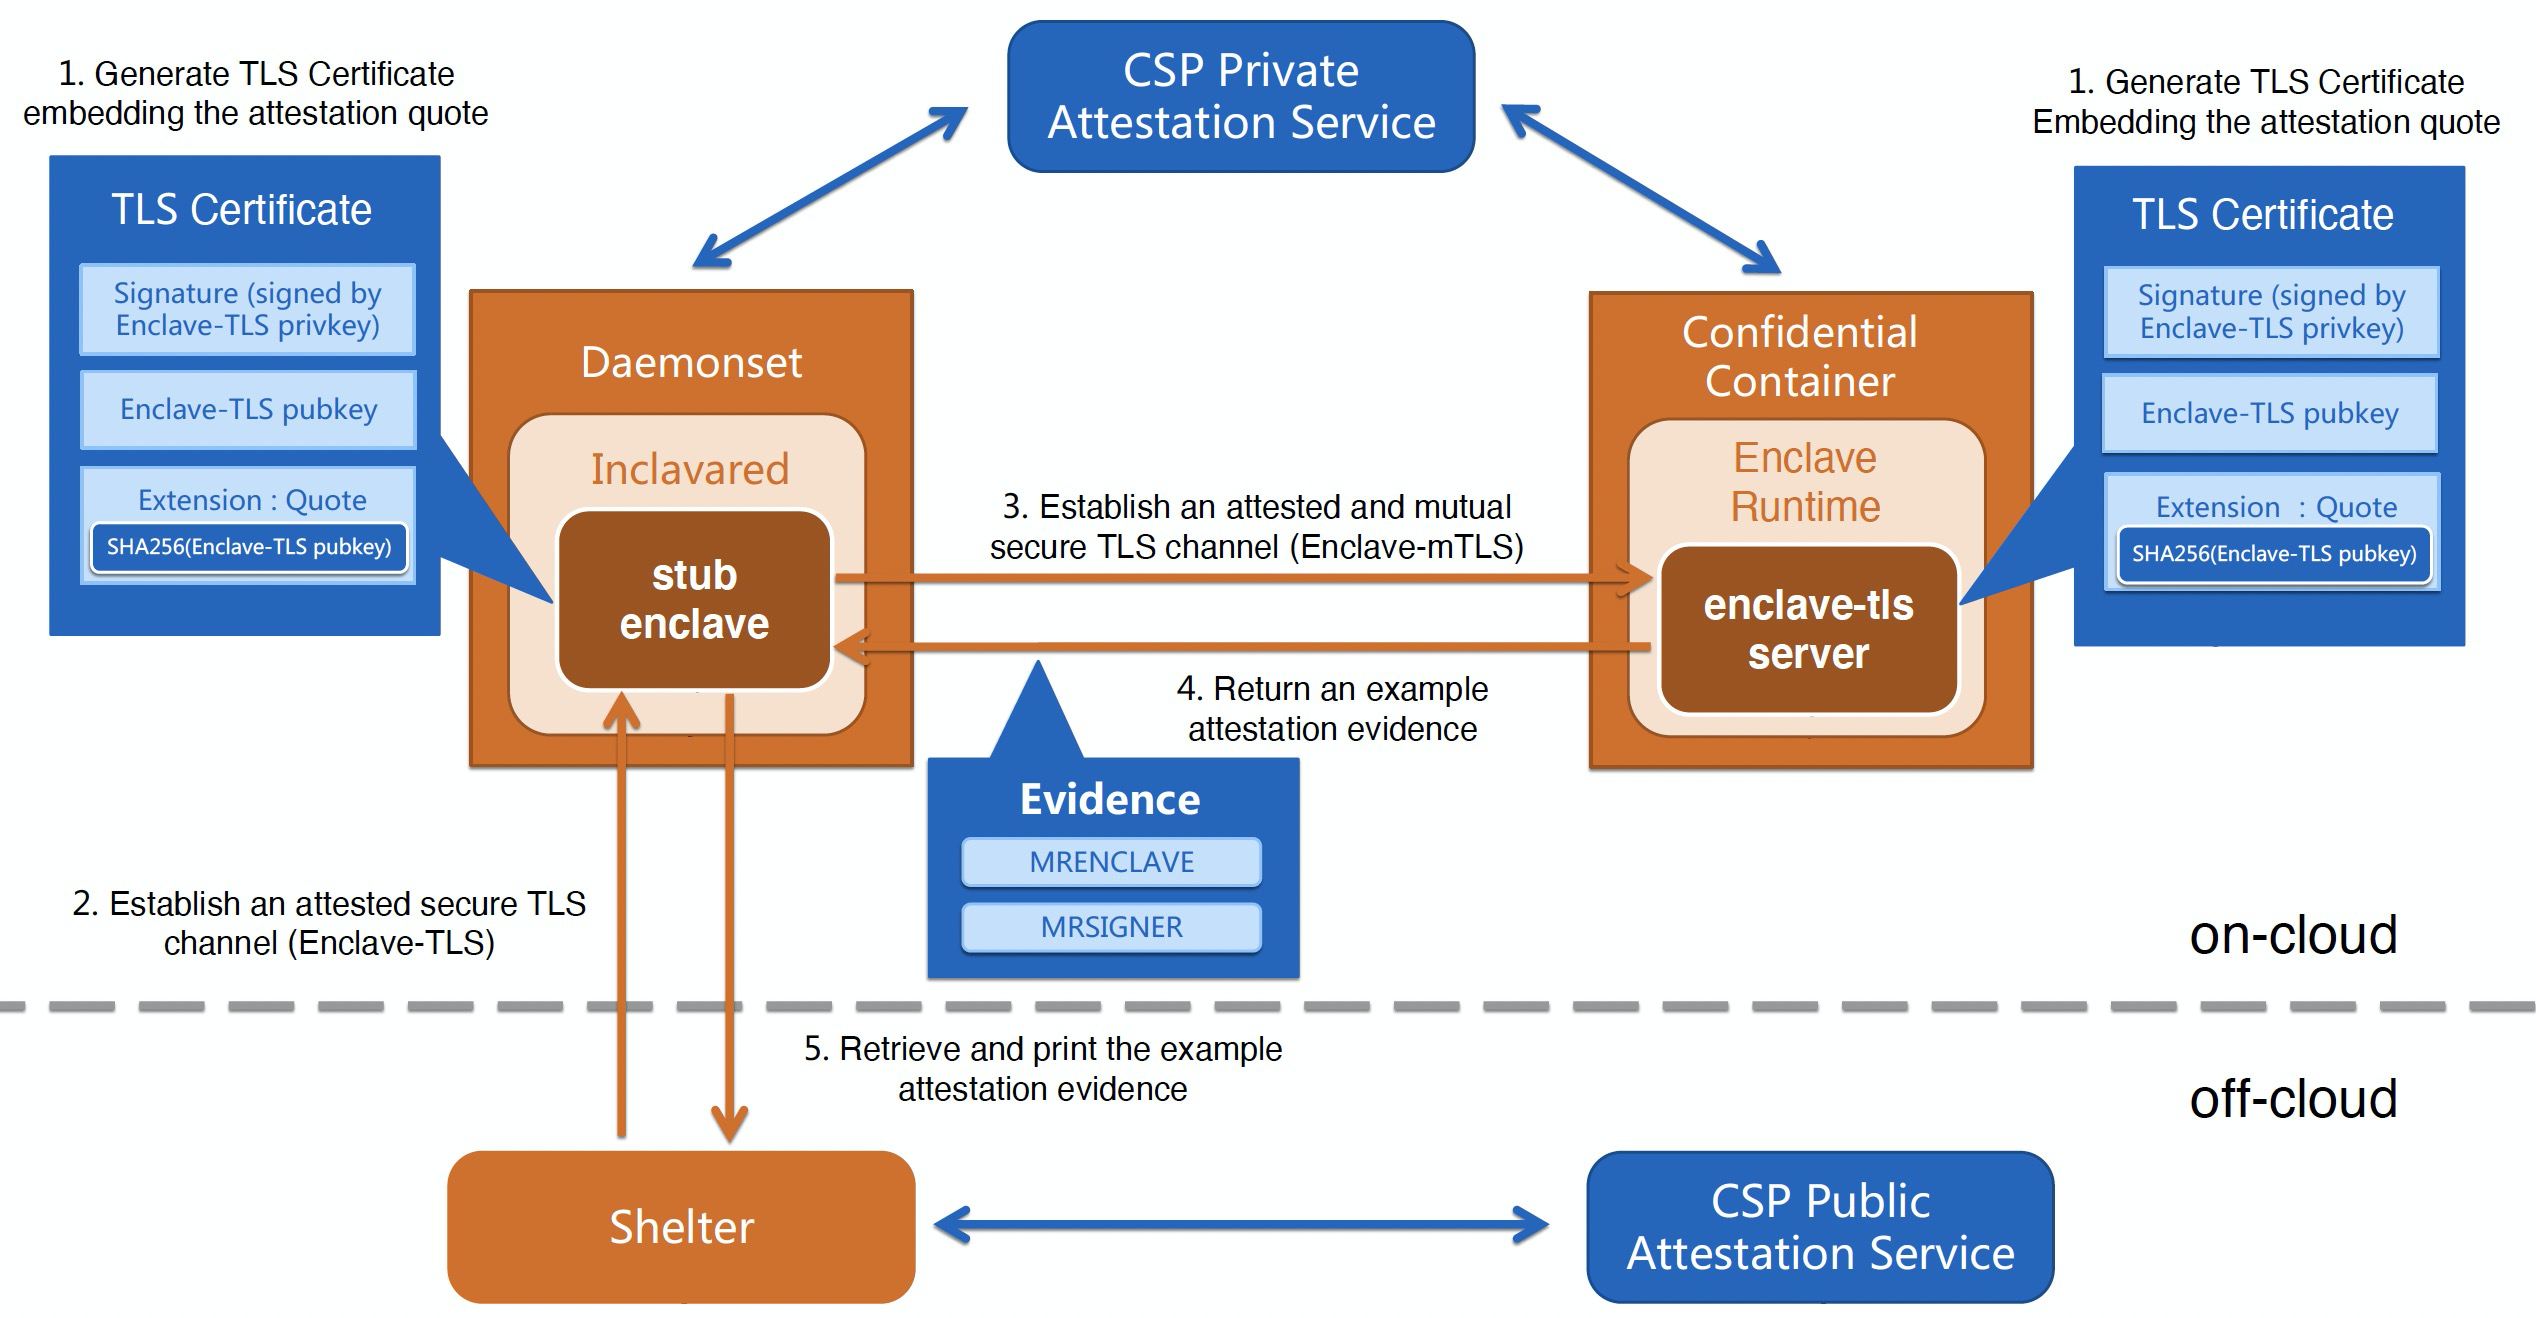 CSP Private
Attestation Service
1. Generate TLS Certificate
embedding the attestation quote
TLS Certificate
Signature (signed by
Enclave-TLS privkey)
Enclave-TLS pubkey
Extension : Quote
SHA256(Enclave-TLS pubkey)
Daemonset
Inclavared
stub
enclave
3. Establish an attested and mutual
secure TLS channel (Enclave-mTLS)
4. Return an example
attestation evidence
Evidence
MRENCLAVE
MRSIGNER
Confidential
Container
Enclave
Runtime
enclave-tls
server
1. Generate TLS Certificate
Embedding the attestation quote
TLS Certificate
Signature (signed by
Enclave-TLS privkey)
Enclave-TLS pubkey
Extension : Quote
SHA256(Enclave-TLS pubkey)
2. Establish an attested secure TLS
channel (Enclave-TLS)
on-cloud
5. Retrieve and print the example
attestation evidence
off-cloud
Shelter
CSP Public
Attestation Service